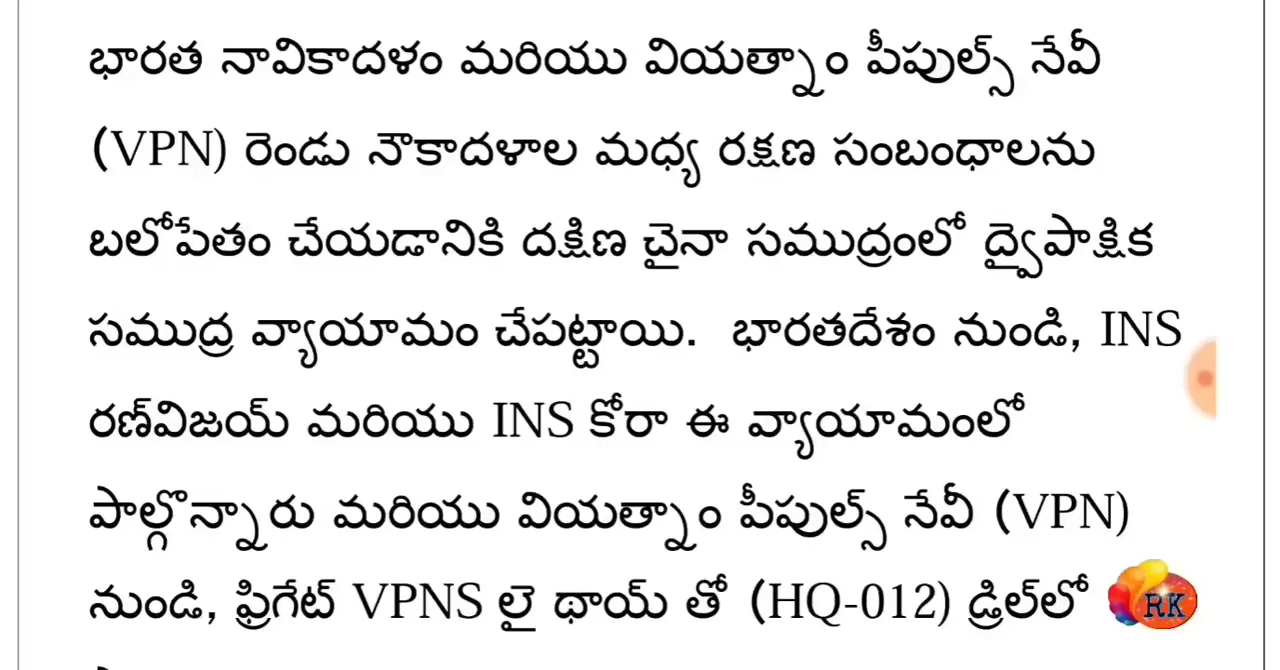 భారత నావికాదళం మరియు వియత్నాం పీపుల్స్ నేవీ
(VPN) రెండు నౌకాదళాల మధ్య రక్షణ సంబంధాలను
బలోపేతం చేయడానికి దక్షిణ చైనా సముద్రంలో ద్వైపాక్షిక
సముద్ర వ్యాయామం చేపట్టాయి. భారతదేశం నుండి, INS
రణ్‌విజయ్ మరియు INS కోరా ఈ వ్యాయామంలో
పాల్గొన్నారు మరియు వియత్నాం పీపుల్స్ నేవీ (VPN)
నుండి, ఫ్రిగేట్ VPNS లై థాయ్ తో (HQ-012) డ్రిల్‌లో
RK